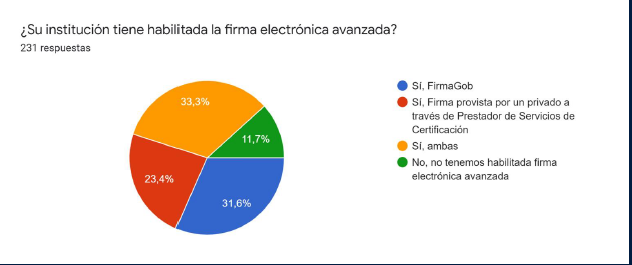 ¿Su institución tiene habilitada la firma electrónica avanzada?
231 respuestas
33,3%
11,7%
23,4%
31,6%
Sí, FirmaGob
Sí, Firma provista por un privado a
través de Prestador de Servicios de
Certificación
Sí, ambas
No, no tenemos habilitada firma
electrónica avanzada